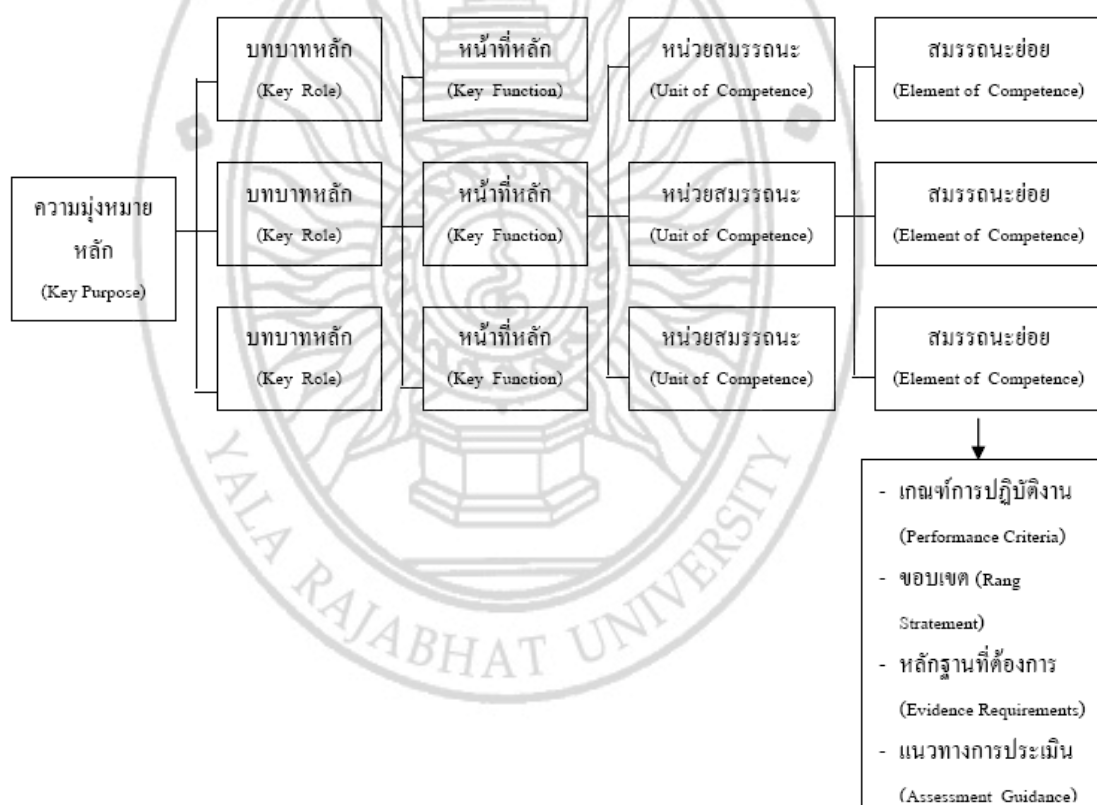 บทบาทหลัก
(Key Role)
หน้าที่หลัก
(Key Function)
หน่วยสมรรถนะ
(Unit of Competence)
สมรรถนะย่อย
(Element of Competence)
ความมุ่งหมาย
หลัก
(Key Purpose)
บทบาทหลัก
(Key Role)
หน้าที่หลัก
(Key Function)
หน่วยสมรรถนะ
(Unit of Competence)
สมรรถนะย่อย
(Element of Competence)
บทบาทหลัก
(Key Role)
หน้าที่หลัก
(Key Function)
หน่วยสมรรถนะ
(Unit of Competence)
สมรรถนะย่อย
(Element of Competence)
- เกณฑ์การปฏิบัติงาน
(Performance Criteria)
- ขอบเขต (Rang
Stratement)
- หลักฐานที่ต้องการ
(Evidence Requirements)
- แนวทางการประเมิน
(Assessment Guidance)
YALA RAJABHAT UNIVERSITY